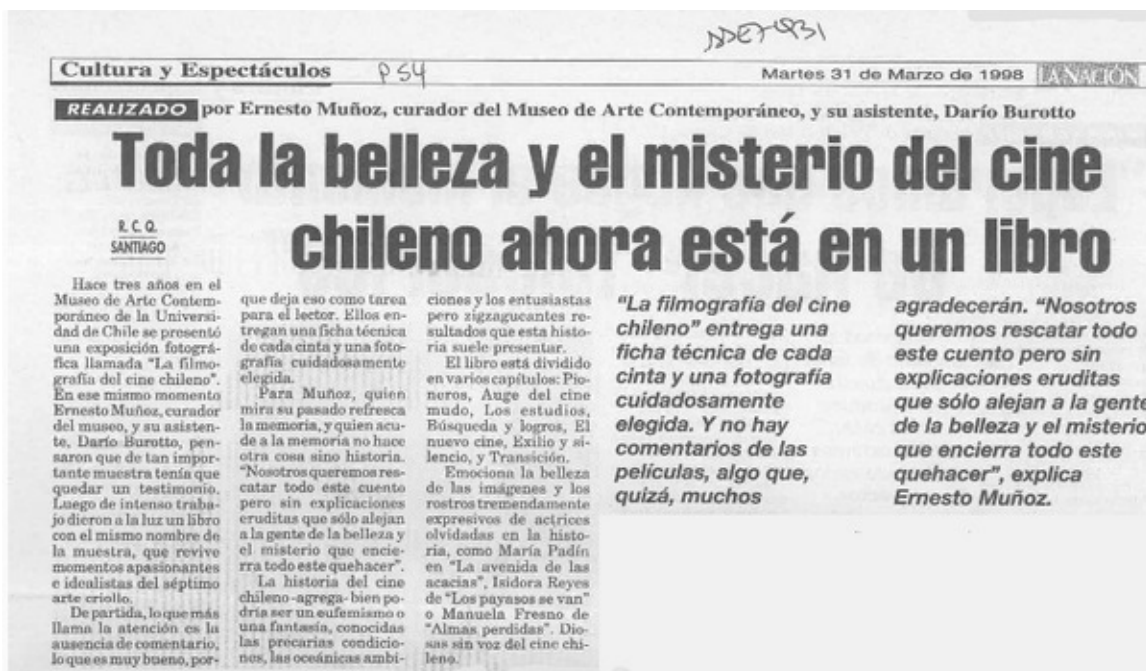 Cultura y Espectáculos
P 54
Martes 31 de Marzo de 1998 LA NACIÓN
REALIZADO por Ernesto Muñoz, curador del Museo de Arte Contemporáneo, y su asistente, Darío Burotto
Toda la belleza y el misterio del cine
chileno ahora está en un libro
R. C. Q.
SANTIAGO
Hace tres años en el
Museo de Arte Contem-
poráneo de la Universi-
dad de Chile se presentó
una exposición fotográ-
fica llamada "La filmo-
grafía del cine chileno".
En ese mismo momento
Ernesto Muñoz, curador
del museo, y su asisten-
te, Darío Burotto, pen-
saron que de tan impor-
tante muestra tenía que
quedar un testimonio.
Luego de intenso traba-
jo dieron a la luz un libro
con el mismo nombre de
la muestra, que revive
momentos apasionantes
e idealistas del séptimo
arte criollo.
De partida, lo que más
llama la atención es la
ausencia de comentario,
lo que es muy bueno, por-
que deja eso como tarea
para el lector. Ellos en-
tregan una ficha técnica
de cada cinta y una foto-
grafía cuidadosamente
elegida.
Para Muñoz, quien
mira su pasado refresca
la memoria, y quien acu-
de a la memoria no hace
otra cosa sino historia.
"Nosotros queremos res-
catar todo este cuento
pero sin explicaciones
eruditas que sólo alejan
a la gente de la belleza y
el misterio que encie-
rra todo este quehacer".
La historia del cine
chileno -agrega- bien po-
dría ser un eufemismo o
una fantasía, conocidas
las precarias condicio-
nes, las oceánicas ambi-
ciones y los entusiastas
pero zigzagueantes re-
sultados que esta histo-
ria suele presentar.
El libro está dividido
en varios capítulos: Pio-
neros, Auge del cine
mudo, Los estudios,
Búsqueda y logros, El
nuevo cine, Exilio y si-
lencio, y Transición.
Emociona la belleza
de las imágenes y los
rostros tremendamente
expresivos de actrices
olvidadas en la histo-
ria, como María Padín
en "La avenida de las
acacias", Isidora Reyes
de "Los payasos se van"
o Manuela Fresno de
"Almas perdidas". Dio-
sas sin voz del cine chi-
leno.
"La filmografía del cine
chileno" entrega una
ficha técnica de cada
cinta y una fotografía
cuidadosamente
elegida. Y no hay
comentarios de las
películas, algo que,
quizá, muchos
agradecerán. "Nosotros
queremos rescatar todo
este cuento pero sin
explicaciones eruditas
que sólo alejan a la gente
de la belleza y el misterio
que encierra todo este
quehacer", explica
Ernesto Muñoz.